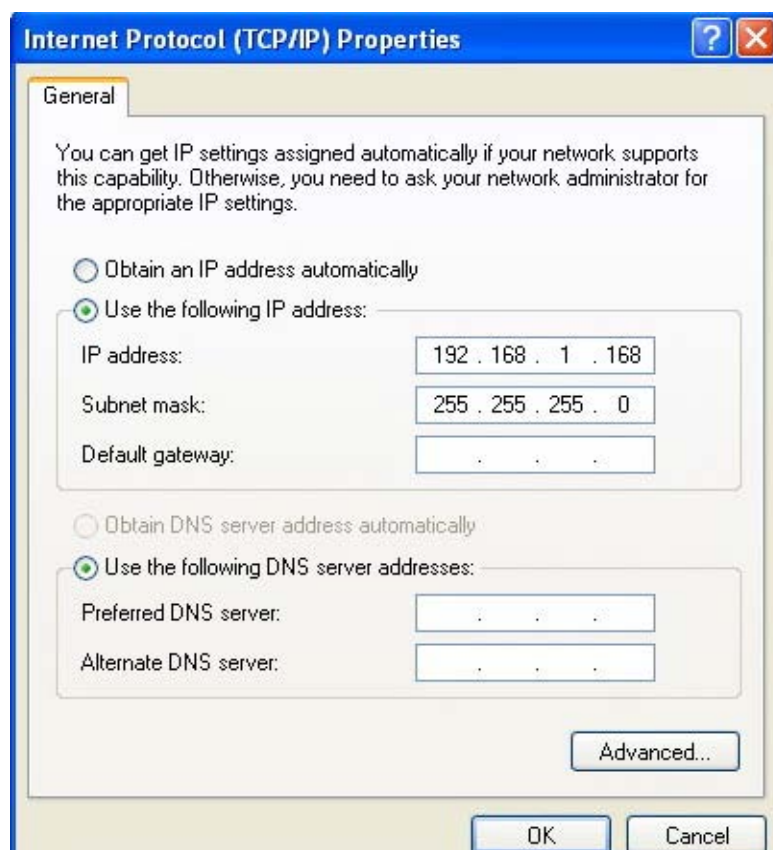 Internet Protocol (TCP/IP) Properties
General
You can get IP settings assigned automatically if your network supports
this capability. Otherwise, you need to ask your network administrator for
the appropriate IP settings.
Obtain an IP address automatically
Use the following IP address:
IP address: 192 . 168 . 1 . 168
Subnet mask: 255 . 255 . 255 . 0
Default gateway: . . .
Obtain DNS server address automatically
Use the following DNS server addresses:
Preferred DNS server: . . .
Alternate DNS server: . . .
Advanced...
OK Cancel